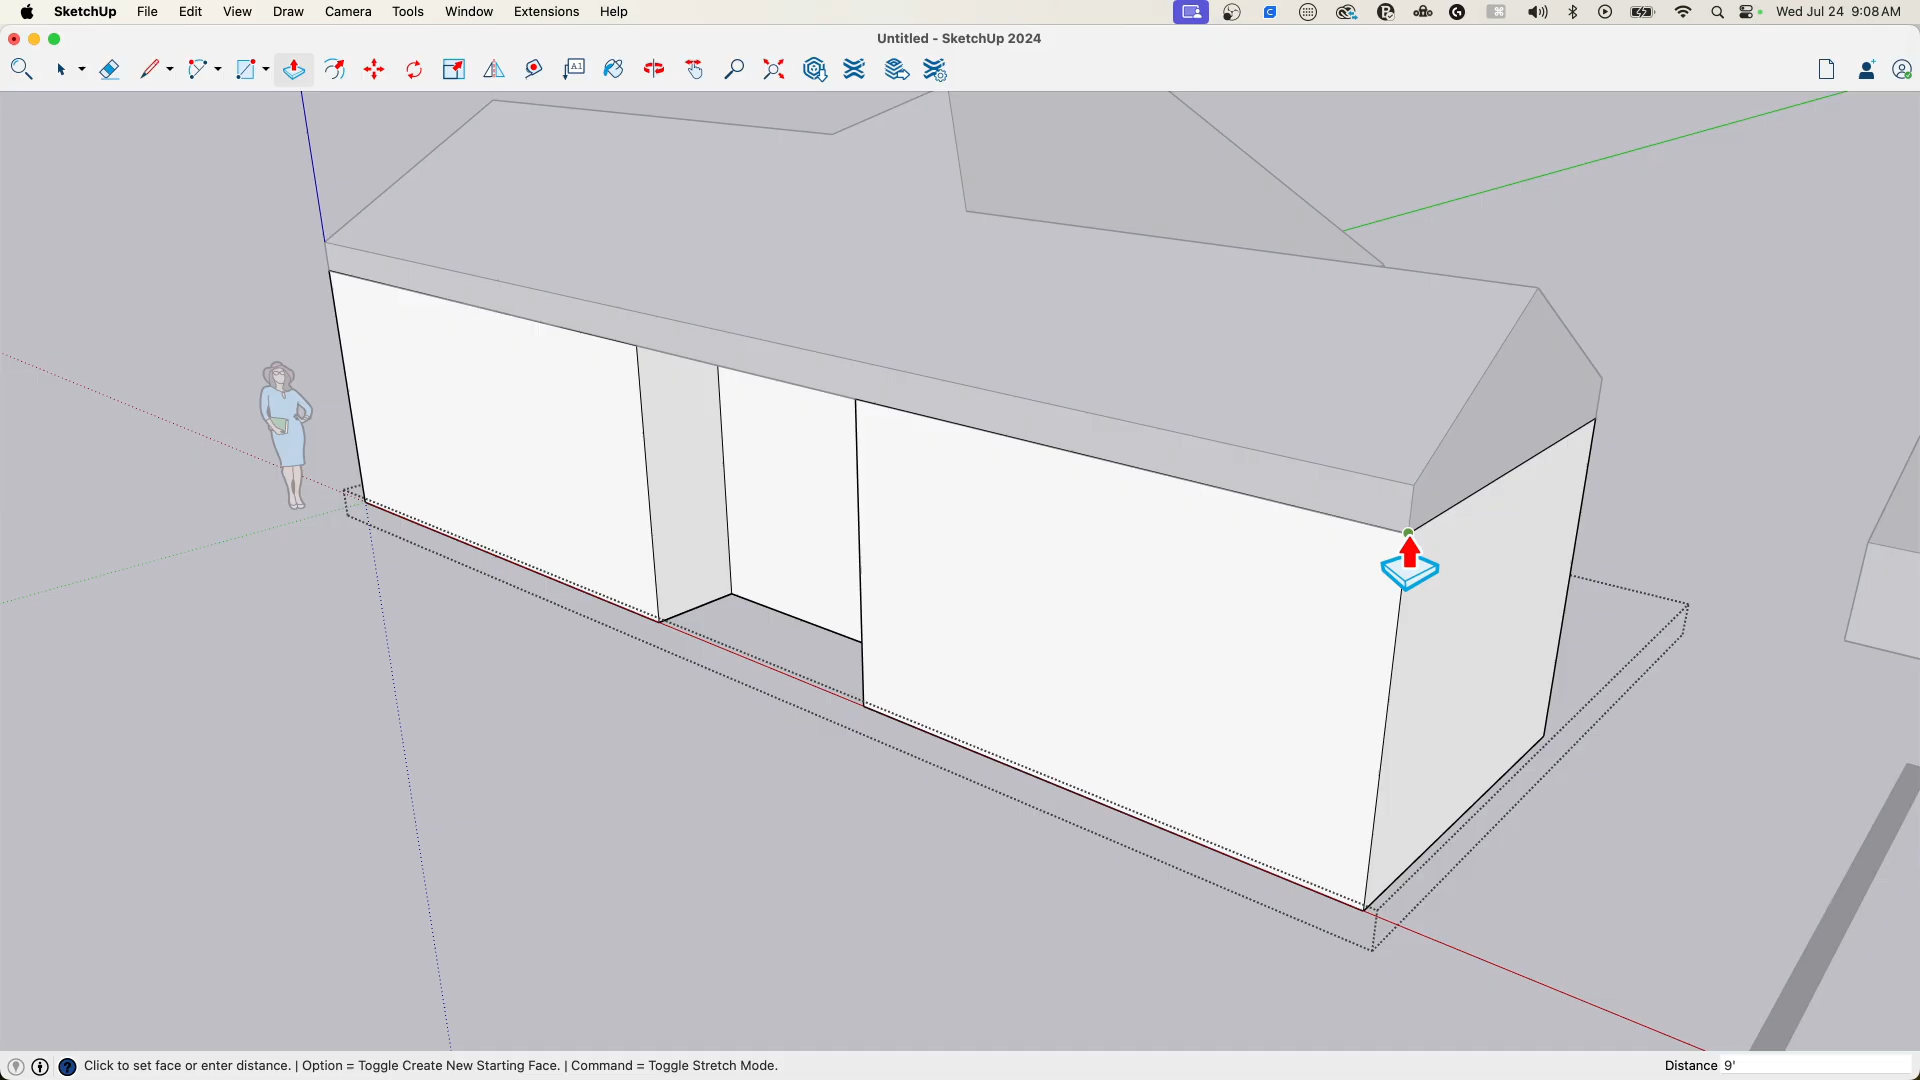 SketchUp File Edit View Draw Camera Tools Window Extensions Help Wed Jul 24 9:08 AM
Untitled - SketchUp 2024
A1
Click to set face or enter distance. | Option = Toggle Create New Starting Face. | Command = Toggle Stretch Mode. Distance 9'